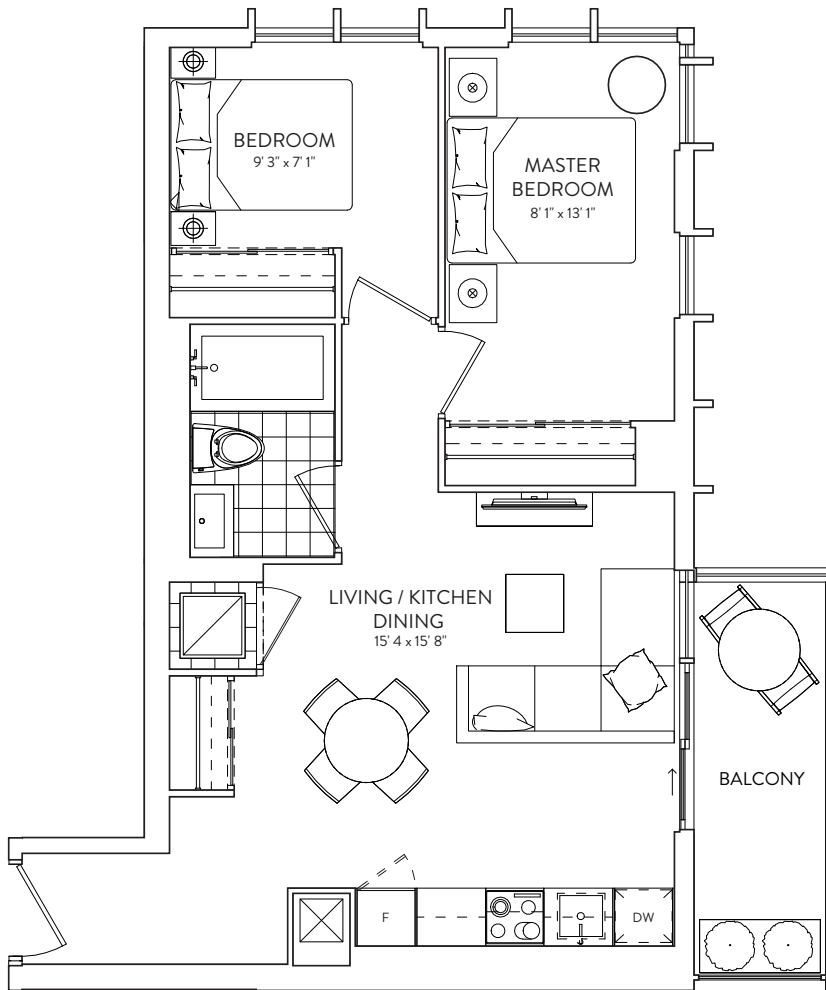 BEDROOM
9' 3" x 7' 1"
MASTER
BEDROOM
8' 1" x 13' 1"
LIVING / KITCHEN
DINING
15' 4 x 15' 8"
BALCONY
F
DW